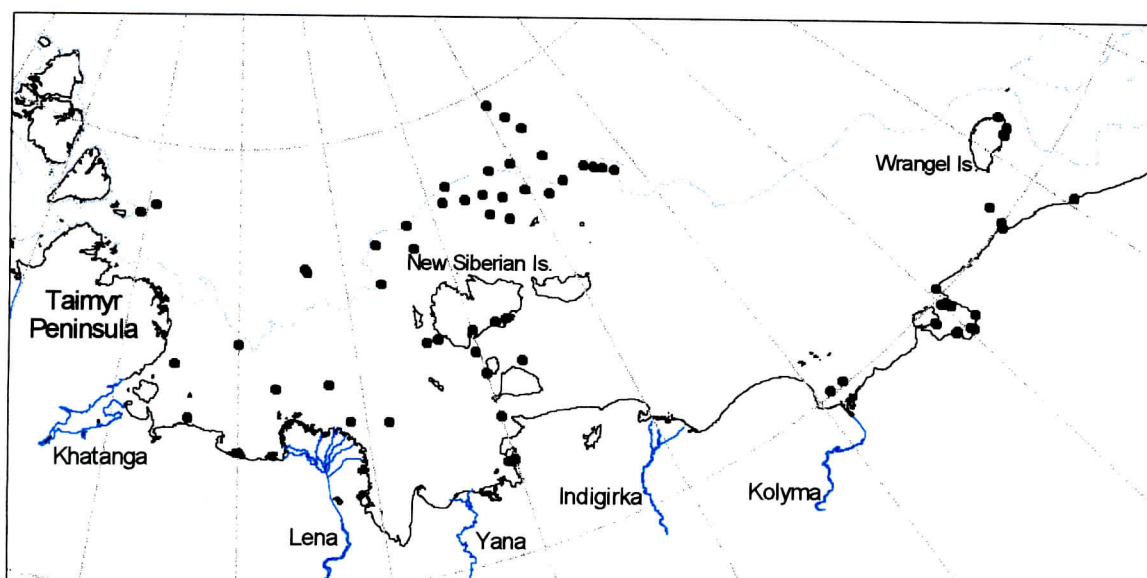 Wrangel Is.
New Siberian Is.
Taimyr
Peninsula
Khatanga
Lena
Yana
Indigirka
Kolyma